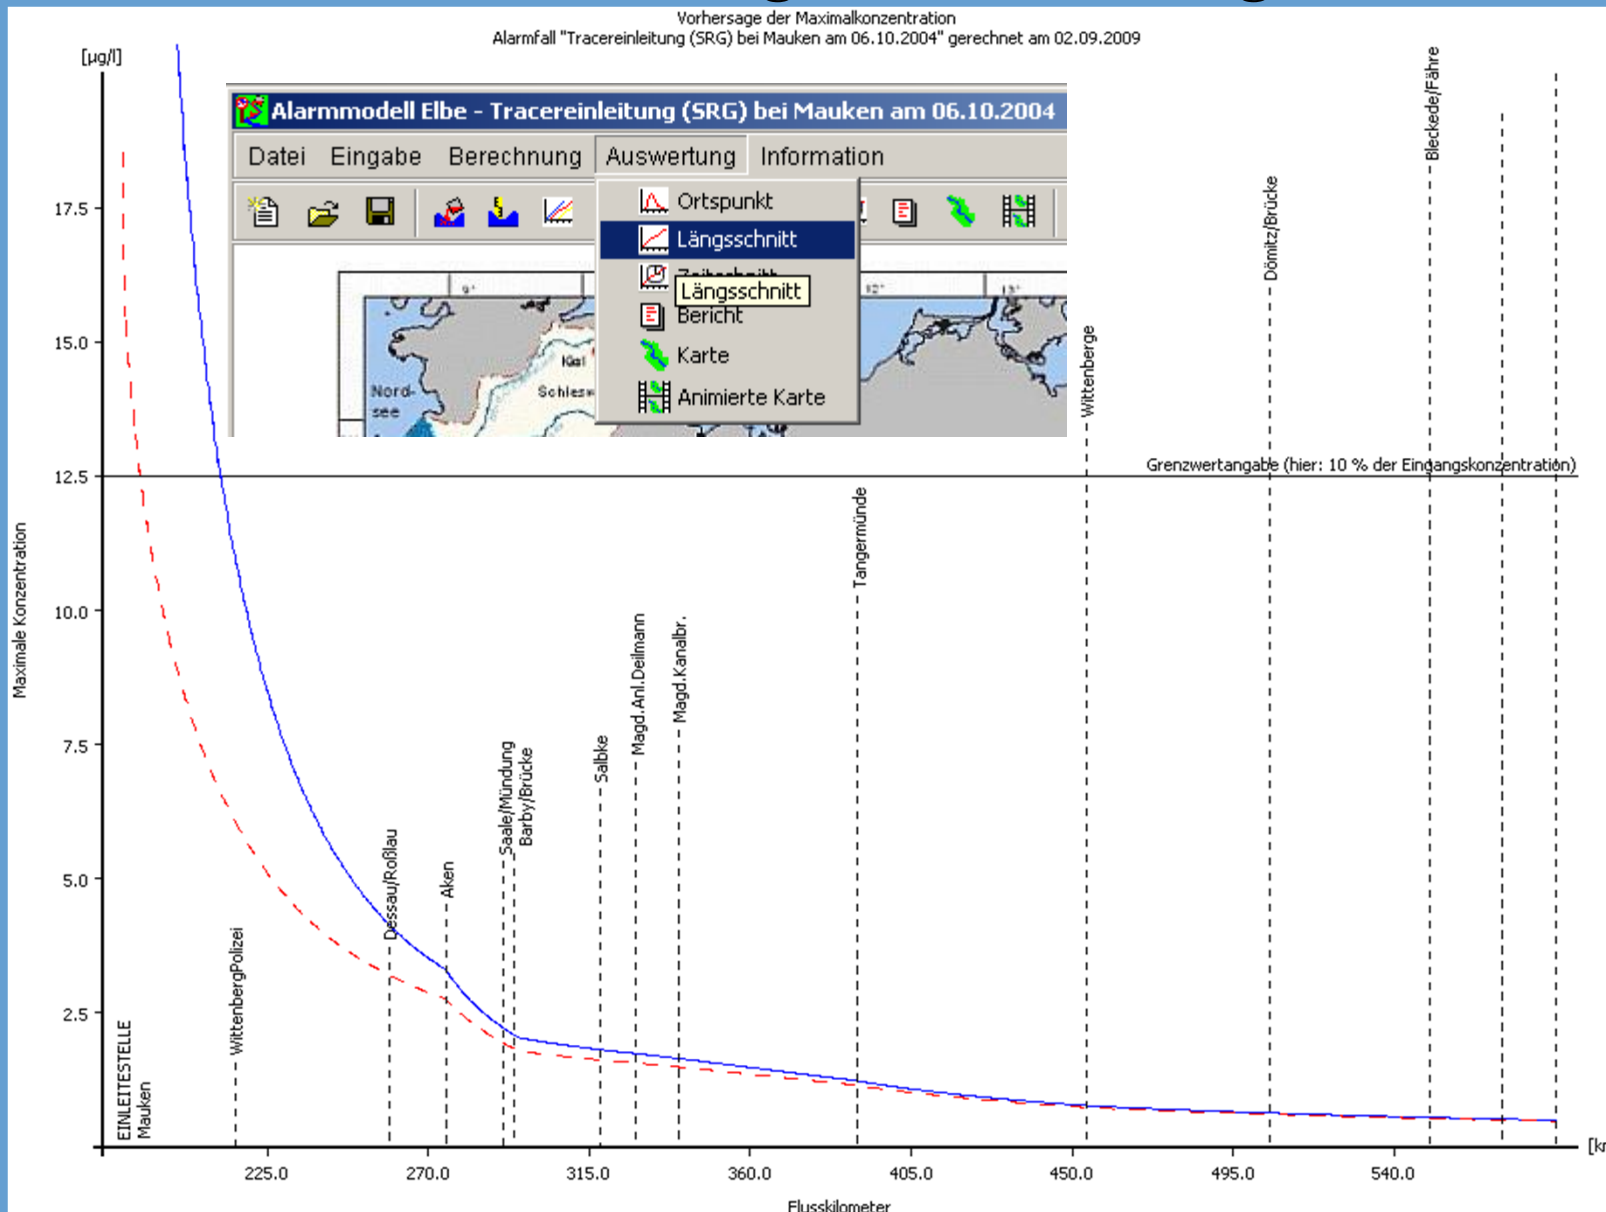 Vorhersage der Maximalkonzentration
Alarmfall "Tracereinleitung (SRG) bei Mauken am 06.10.2004" gerechnet am 02.09.2009
[µg/l]
Alarmmodell Elbe - Tracereinleitung (SRG) bei Mauken am 06.10.2004
Datei Eingabe Berechnung Auswertung Information
Ortspunkt
Längsschnitt
Längsschnitt
Bericht
Karte
Animierte Karte
9°
12°
13°
Kiel
Nord-
see
17.5
15.0
12.5
10.0
7.5
5.0
2.5
Maximale Konzentration
Grenzwertangabe (hier: 10 % der Eingangskonzentration)
EINLEITESTELLE
Mauken
WittenbergPolizei
Dessau/Roßlau
Aken
Saale/Mündung
Barby/Brücke
Salbke
Magd.Anl.Deilmann
Magd.Kanalbr.
Tangermünde
Wittenberge
Dömitz/Brücke
Bleckede/Fähre
225.0 270.0 315.0 360.0 405.0 450.0 495.0 540.0
Flusskilometer